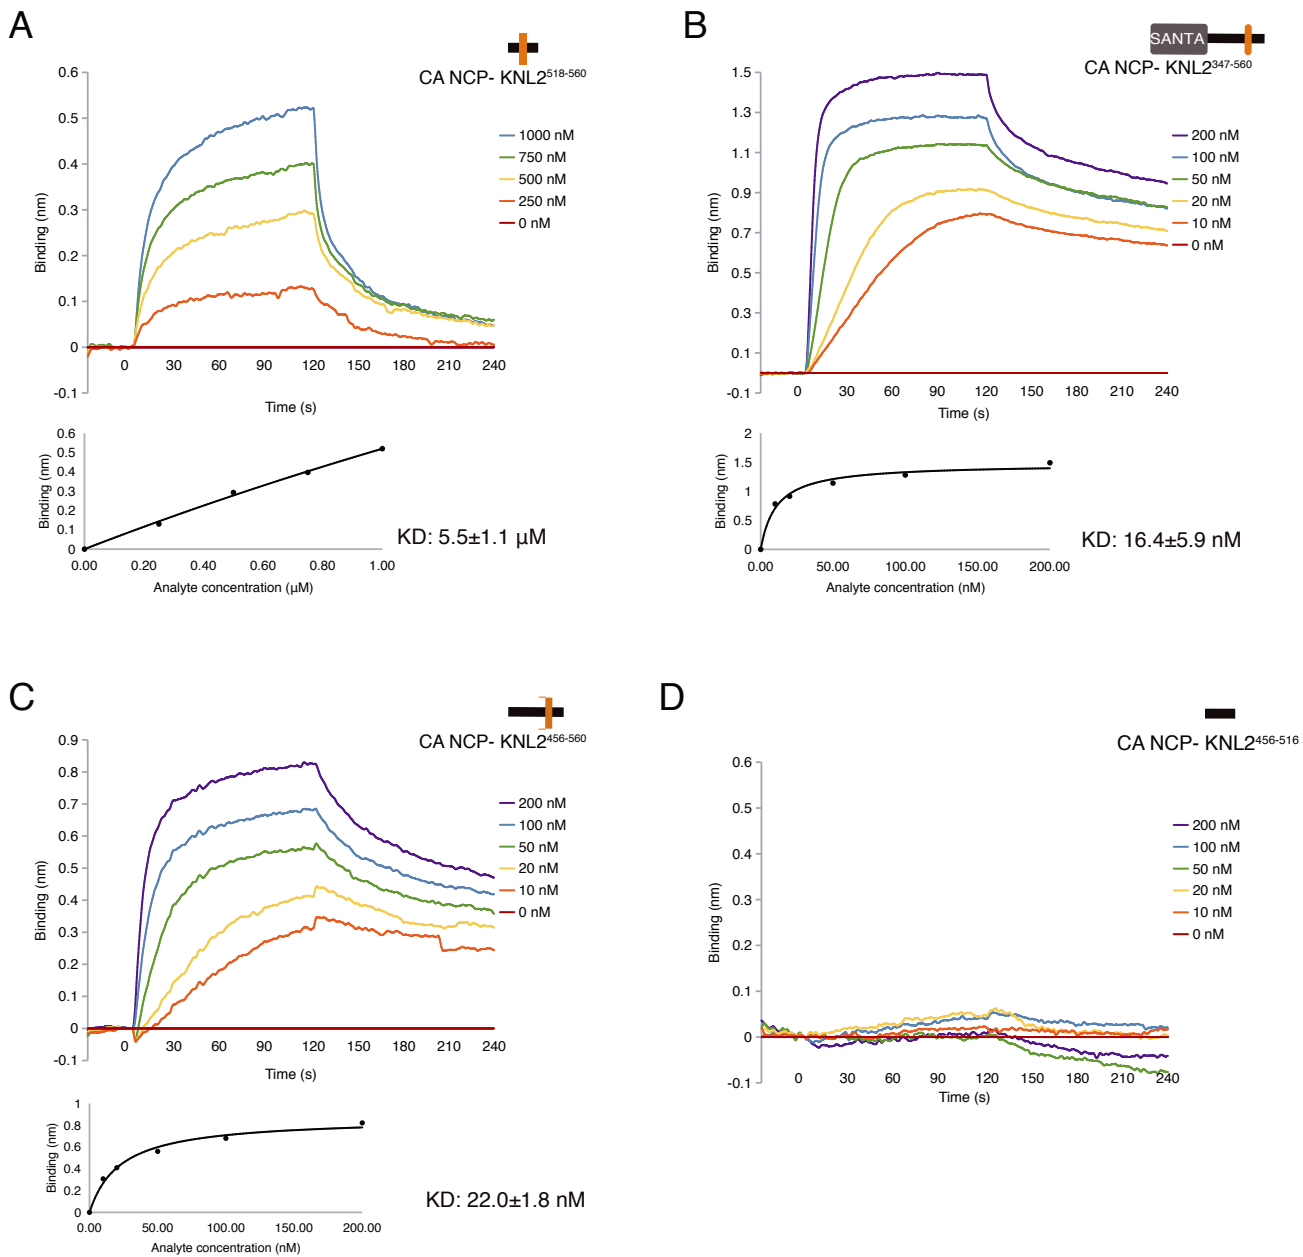 A
CA NCP- KNL2518-560
0.6
0.5
0.4
0.3
0.2
0.1
0
-0.1
Binding (nm)
0 30 60 90 120 150 180 210 240
Time (s)
1000 nM
750 nM
500 nM
250 nM
0 nM
0.6
0.5
0.4
0.3
0.2
0.1
0
Binding (nm)
0.00 0.20 0.40 0.60 0.80 1.00
Analyte concentration (µM)
KD: 5.5±1.1 µM
B
SANTA
CA NCP- KNL2347-560
1.5
1.3
1.1
0.9
0.7
0.5
0.3
0.1
-0.1
Binding (nm)
0 30 60 90 120 150 180 210 240
Time (s)
200 nM
100 nM
50 nM
20 nM
10 nM
0 nM
2
1.5
1
0.5
0
Binding (nm)
0.00 50.00 100.00 150.00 200.00
Analyte concentration (nM)
KD: 16.4±5.9 nM
C
CA NCP- KNL2456-560
0.9
0.8
0.7
0.6
0.5
0.4
0.3
0.2
0.1
0
-0.1
Binding (nm)
0 30 60 90 120 150 180 210 240
Time (s)
200 nM
100 nM
50 nM
20 nM
10 nM
0 nM
1
0.8
0.6
0.4
0.2
0
Binding (nm)
0.00 50.00 100.00 150.00 200.00
Analyte concentration (nM)
KD: 22.0±1.8 nM
D
CA NCP- KNL2456-516
0.6
0.5
0.4
0.3
0.2
0.1
0
-0.1
Binding (nm)
0 30 60 90 120 150 180 210 240
Time (s)
200 nM
100 nM
50 nM
20 nM
10 nM
0 nM